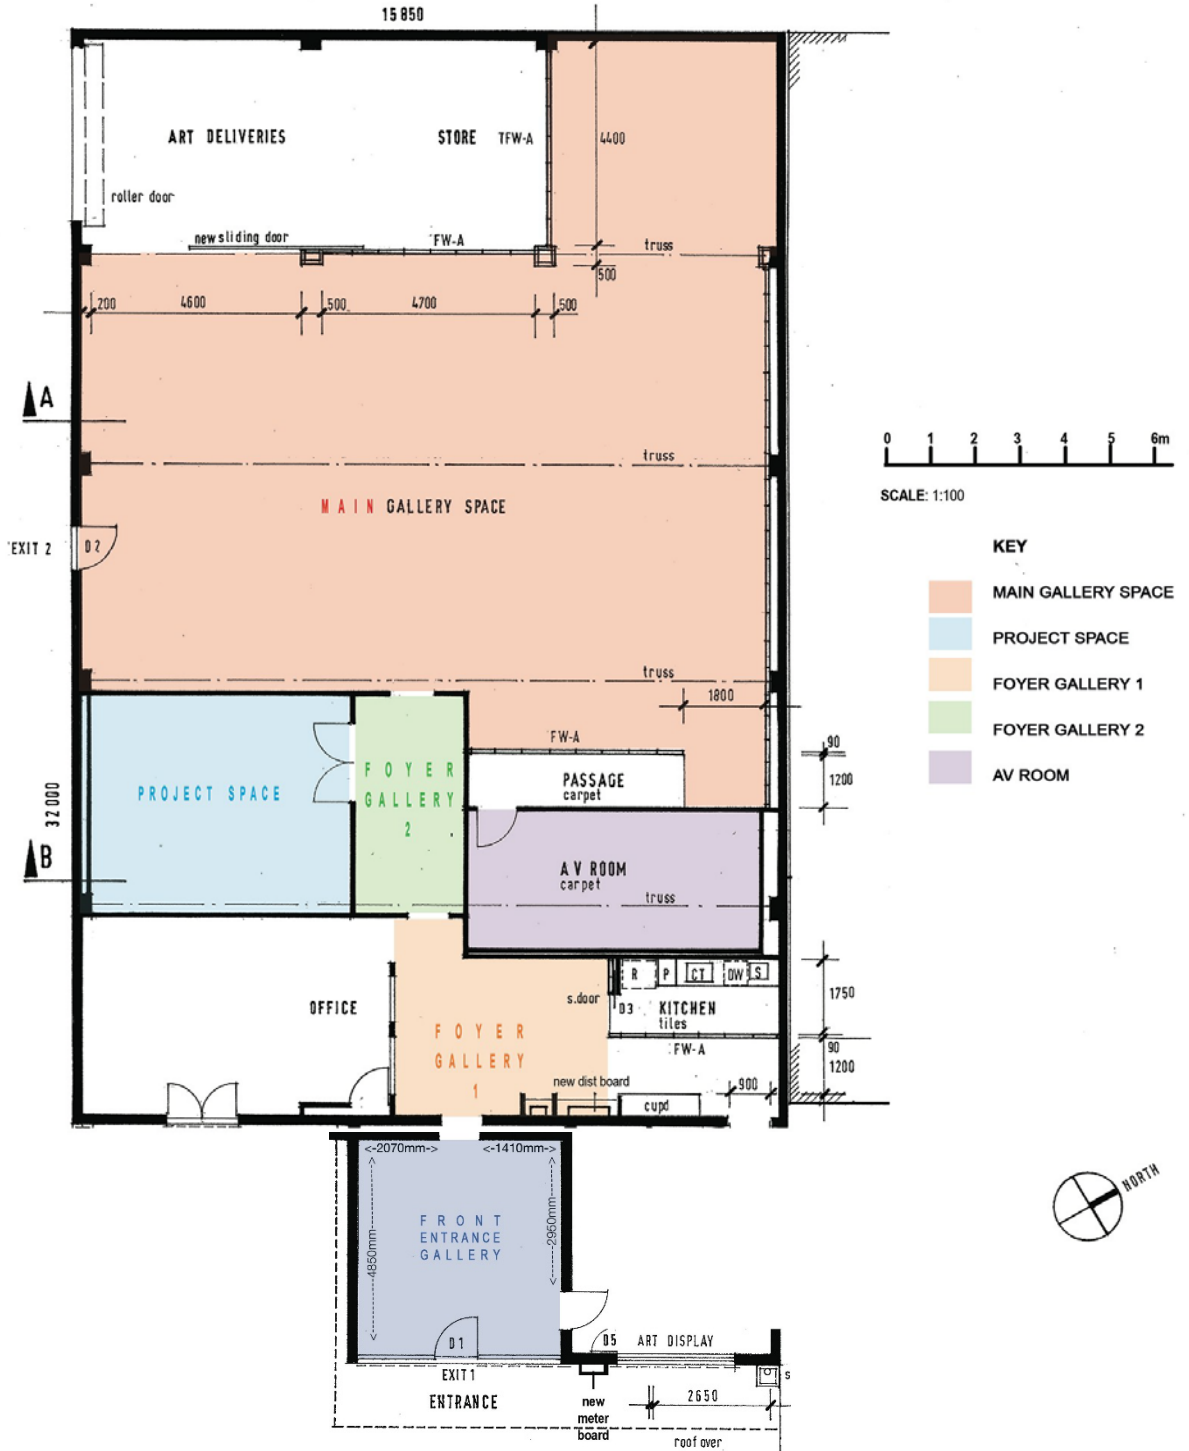 15 850
ART DELIVERIES
STORE
TFW-A
4400
roller door
new sliding door
FW-A
truss
500
200
4600
500
4700
500
A
truss
0 1 2 3 4 5 6m
SCALE: 1:100
MAIN GALLERY SPACE
EXIT 2
D2
KEY
MAIN GALLERY SPACE
PROJECT SPACE
FOYER GALLERY 1
FOYER GALLERY 2
AV ROOM
truss
1800
FW-A
90
1200
PASSAGE
carpet
PROJECT SPACE
FOYER
GALLERY
2
32 000
B
AV ROOM
carpet
truss
OFFICE
s.door
R
P
CT
DW
S
D3
KITCHEN
tiles
1750
FOYER
GALLERY
1
FW-A
90
1200
new dist board
900
cupd
<-2070mm->
<-1410mm->
4850mm
2950mm
FRONT
ENTRANCE
GALLERY
NORTH
D1
D5
ART DISPLAY
EXIT 1
ENTRANCE
new
meter
board
2650
s
roof over